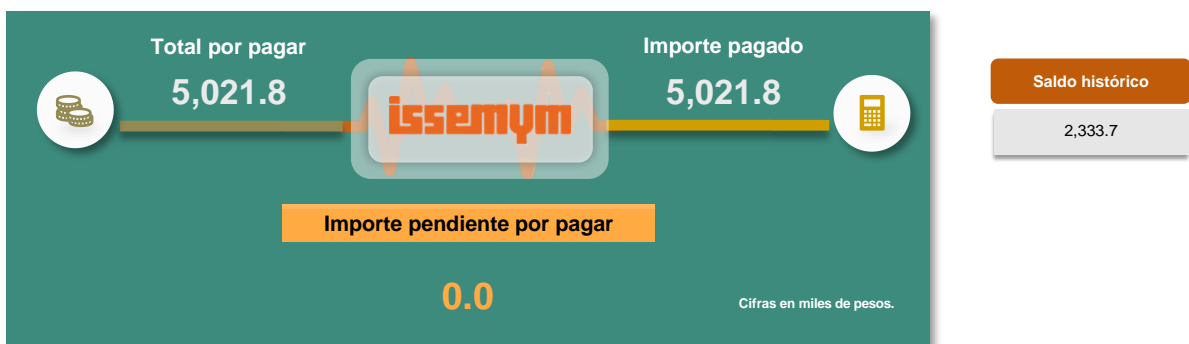 Total por pagar
5,021.8
issemym
Importe pagado
5,021.8
Importe pendiente por pagar
0.0
Cifras en miles de pesos.
Saldo histórico
2,333.7